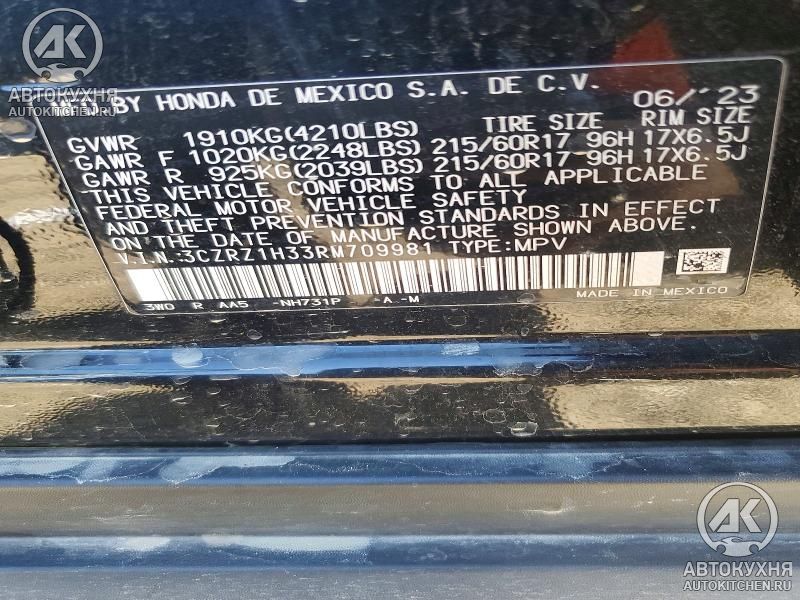 АК
АВТОКУХНЯ
AUTOKITCHEN.RU
BY HONDA DE MEXICO S.A. DE C.V. 06/'23
TIRE SIZE RIM SIZE
GVWR 1910KG(4210LBS)
GAWR F 1020KG(2248LBS) 215/60R17 96H 17X6.5J
GAWR R 925KG(2039LBS) 215/60R17 96H 17X6.5J
THIS VEHICLE CONFORMS TO ALL APPLICABLE
FEDERAL MOTOR VEHICLE SAFETY
AND THEFT PREVENTION STANDARDS IN EFFECT
ON THE DATE OF MANUFACTURE SHOWN ABOVE.
V.I.N.:3CZRZ1H33RM709981 TYPE:MPV
3W0 R AA5 -NH731P -A -M MADE IN MEXICO
АК
АВТОКУХНЯ
AUTOKITCHEN.RU